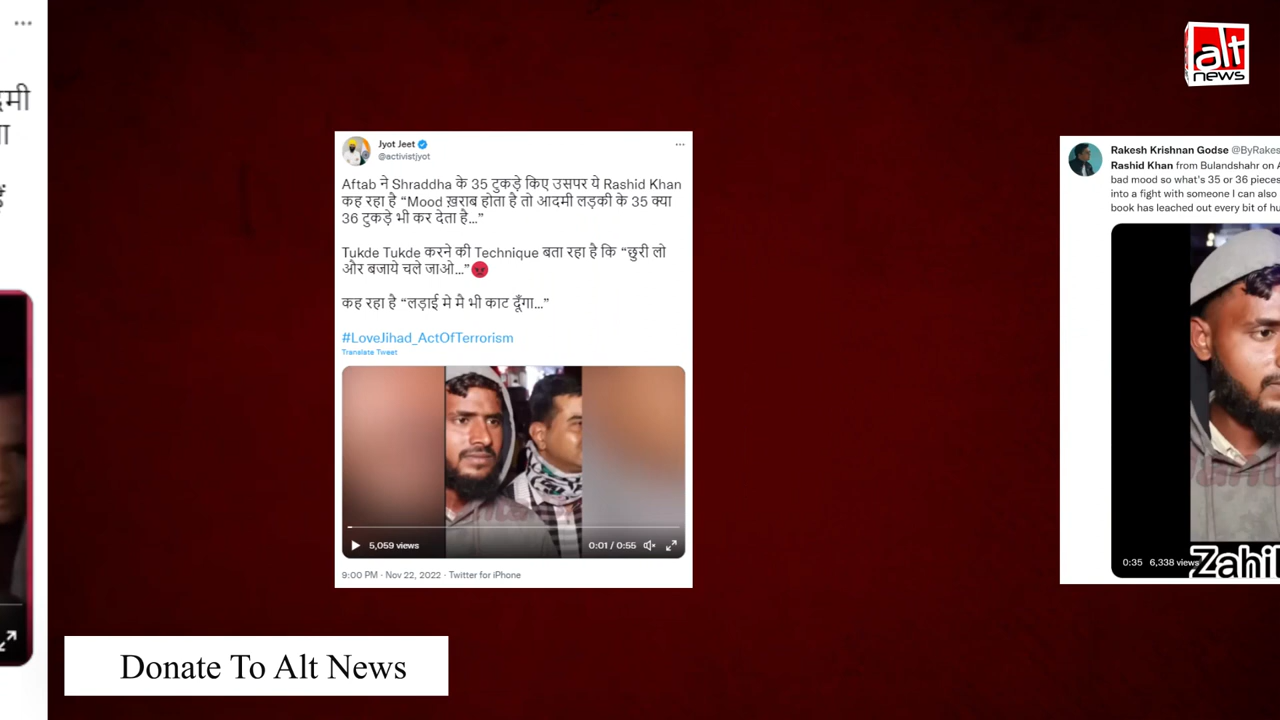 alt
news
Jyot Jeet
@activistjyot
Aftab ने Shraddha के 35 टुकड़े किए उसपर ये Rashid Khan
कह रहा है “Mood ख़राब होता है तो आदमी लड़की के 35 क्या
36 टुकड़े भी कर देता है...”
Tukde Tukde करने की Technique बता रहा है कि “छुरी लो
और बजाये चले जाओ...”
कह रहा है “लड़ाई मे मै भी काट दूँगा...”
#LoveJihad_ActOfTerrorism
Translate Tweet
5,059 views
0:01 / 0:55
9:00 PM · Nov 22, 2022 · Twitter for iPhone
Rakesh Krishnan Godse @ByRakes
Rashid Khan from Bulandshahr on A
bad mood so what's 35 or 36 pieces
into a fight with someone I can also
book has leached out every bit of hu
0:35 6,338 views
Zahil
Donate To Alt News